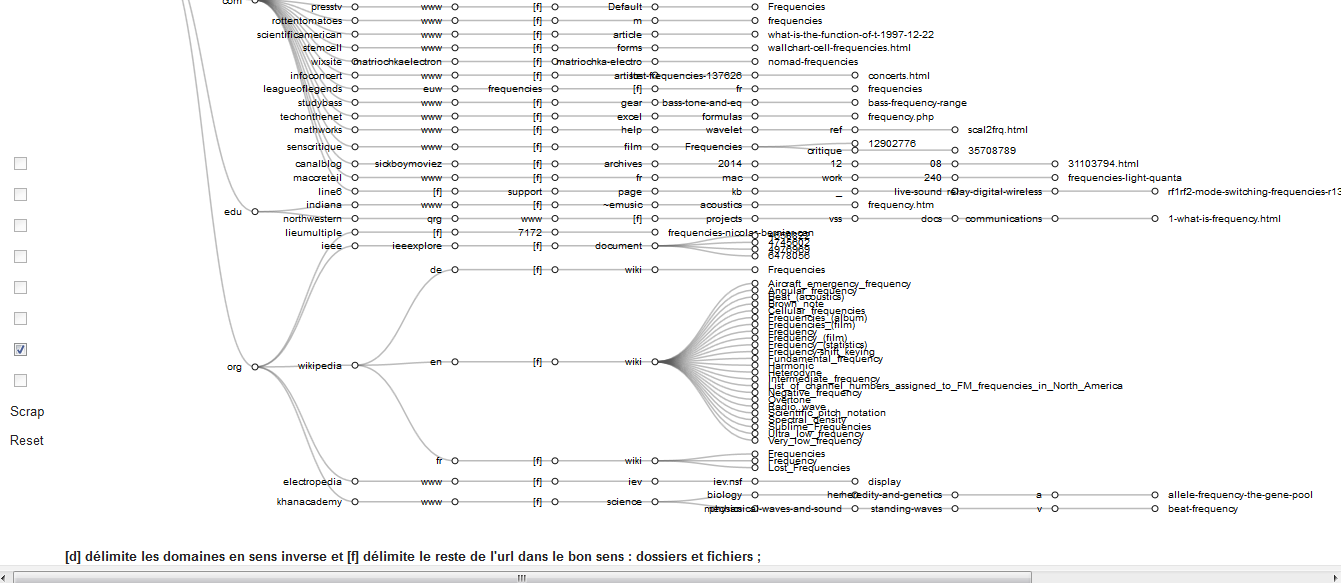 com
presstv www [f] Default Frequencies
rottentomatoes www [f] m frequencies
scientificamerican www [f] article what-is-the-function-of-t-1997-12-22
stemcell www [f] forms wallchart-cell-frequencies.html
wixsite matriochkaelectron www [f] matriochka-electro nomad-frequencies
infoconcert www [f] artiste lost-frequencies-137626 concerts.html
leagueoflegends euw frequencies [f] fr frequencies
studybass www [f] gear bass-tone-and-eq bass-frequency-range
techonthenet www [f] excel formulas frequency.php
mathworks www [f] help wavelet ref scal2frq.html
senscritique www [f] film Frequencies 12902776
critique 35708789
canalblog sickboymoviez [f] archives 2014 12 08 31103794.html
maccreteil www [f] fr mac work 240 frequencies-light-quanta
line6 [f] support page kb _ live-sound relay-digital-wireless rf1rf2-mode-switching-frequencies-r13
edu
indiana www [f] ~emusic acoustics frequency.htm
northwestern qrg www [f] projects vss docs communications 1-what-is-frequency.html
lieumultiple [f] 7172 frequencies-nicolas-bernier-cen
ieee ieeexplore [f] document
4745602
4976969
6478056
de [f] wiki Frequencies
Aircraft_emergency_frequency
Angular_frequency
Beat_(acoustics)
Brown_note
Cellular_frequencies
Frequencies_(album)
Frequencies_(film)
Frequency
Frequency_(film)
Frequency_(statistics)
Frequency-shift_keying
org wikipedia en [f] wiki Fundamental_frequency
Harmonic
Heterodyne
Intermediate_frequency
List_of_channel_numbers_assigned_to_FM_frequencies_in_North_America
Negative_frequency
Overtone
Radio_wave
Scientific_pitch_notation
Spectral_density
Sublime_Frequencies
Ultra_low_frequency
Very_low_frequency
fr [f] wiki Frequencies
Frequency
Lost_Frequencies
electropedia www [f] iev iev.nsf display
khanacademy www [f] science biology heredity-and-genetics a allele-frequency-the-gene-pool
mechanical-waves-and-sound standing-waves v beat-frequency
Scrap
Reset
[d] délimite les domaines en sens inverse et [f] délimite le reste de l'url dans le bon sens : dossiers et fichiers ;